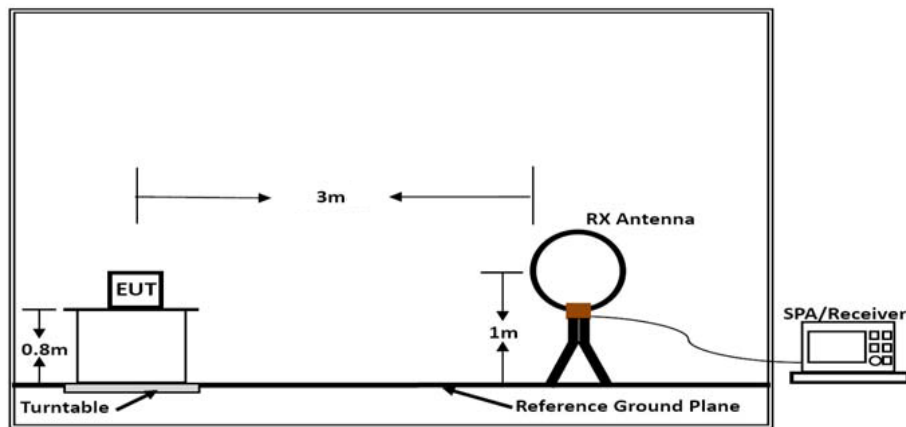 3m
RX Antenna
EUT
SPA/Receiver
0.8m
1m
Turntable
Reference Ground Plane